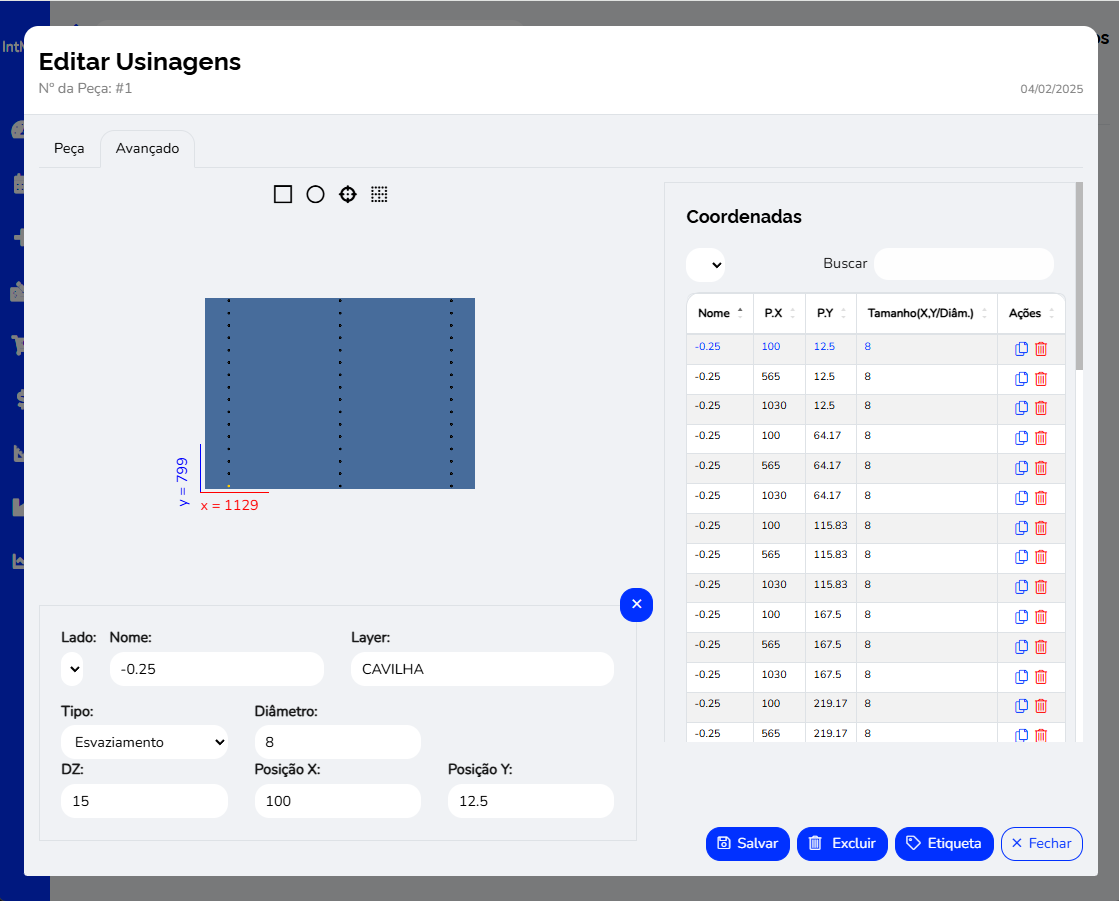 IntM
os
Editar Usinagens
Nº da Peça: #1
04/02/2025
Peça
Avançado
y = 799
x = 1129
Coordenadas
Buscar
Nome P.X P.Y Tamanho(X,Y/Diâm.) Ações
-0.25 100 12.5 8
-0.25 565 12.5 8
-0.25 1030 12.5 8
-0.25 100 64.17 8
-0.25 565 64.17 8
-0.25 1030 64.17 8
-0.25 100 115.83 8
-0.25 565 115.83 8
-0.25 1030 115.83 8
-0.25 100 167.5 8
-0.25 565 167.5 8
-0.25 1030 167.5 8
-0.25 100 219.17 8
-0.25 565 219.17 8
Lado: Nome: Layer:
-0.25 CAVILHA
Tipo: Diâmetro:
Esvaziamento 8
DZ: Posição X: Posição Y:
15 100 12.5
Salvar Excluir Etiqueta Fechar